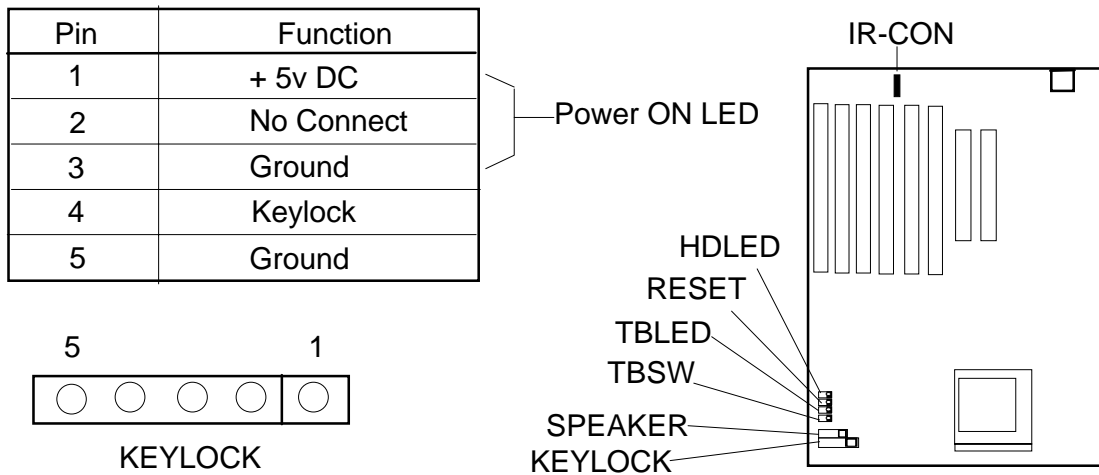 Pin Function
1 + 5v DC
2 No Connect
3 Ground
4 Keylock
5 Ground
Power ON LED
5 1
KEYLOCK
IR-CON
HDLED
RESET
TBLED
TBSW
SPEAKER
KEYLOCK